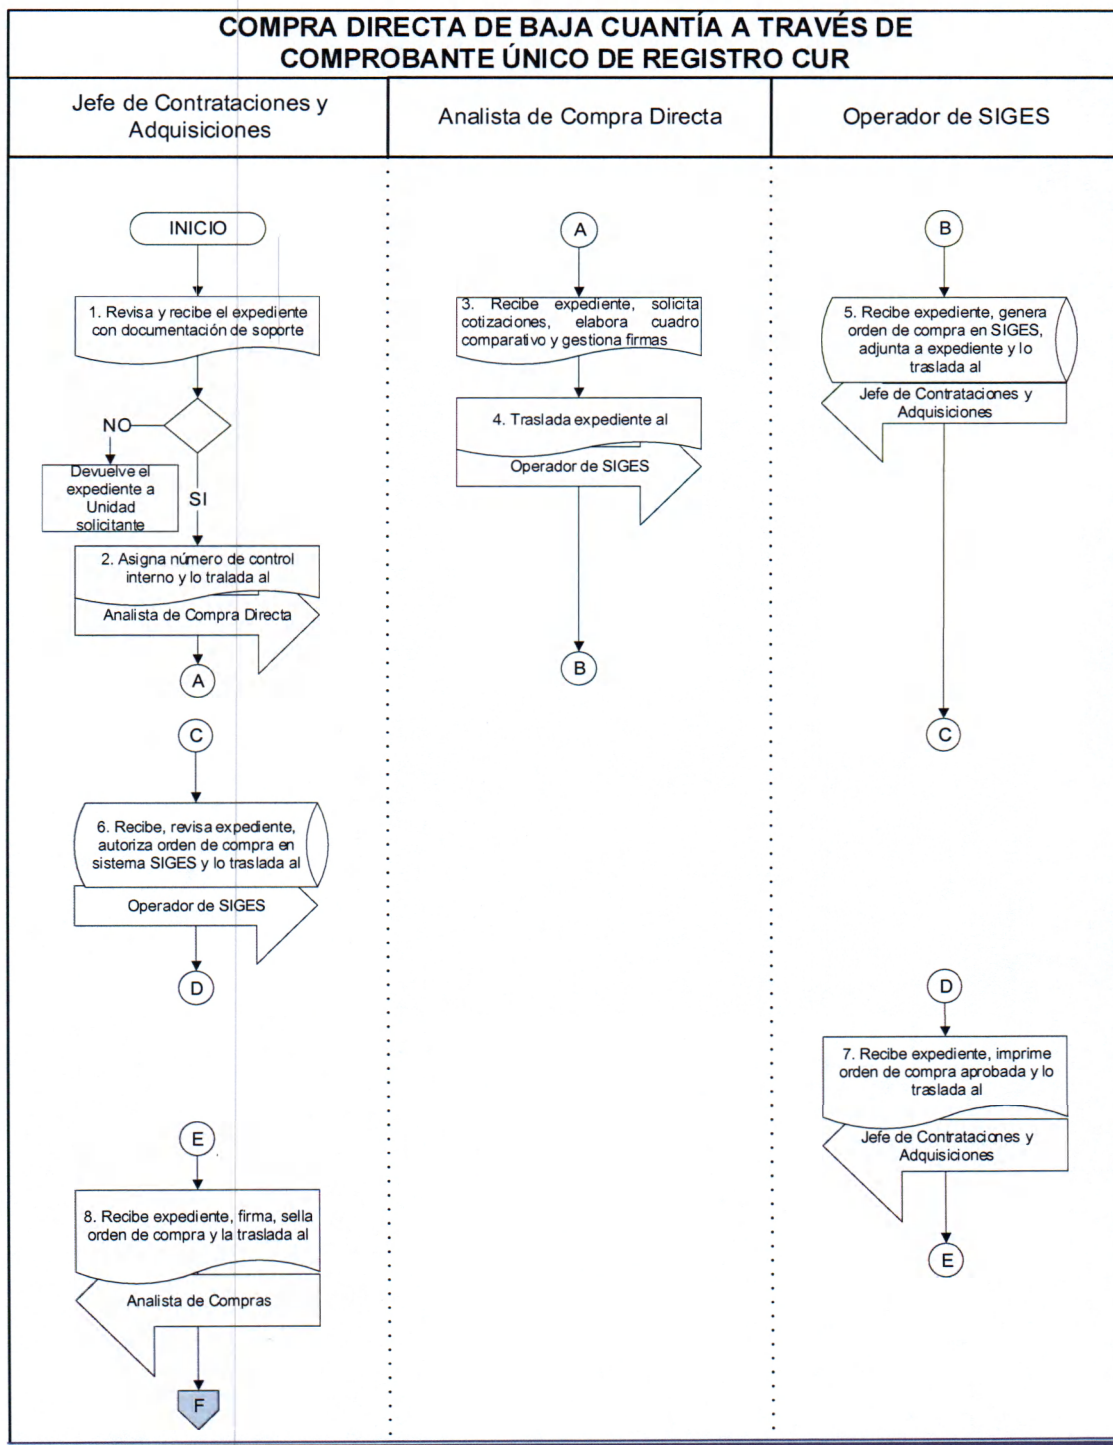 COMPRA DIRECTA DE BAJA CUANTÍA A TRAVÉS DE
COMPROBANTE ÚNICO DE REGISTRO CUR
Jefe de Contrataciones y
Adquisiciones
Analista de Compra Directa
Operador de SIGES
INICIO
1. Revisa y recibe el expediente
con documentación de soporte
NO
Devuelve el
expediente a
Unidad
solicitante
SI
2. Asigna número de control
interno y lo tralada al
Analista de Compra Directa
A
A
3. Recibe expediente, solicita
cotizaciones, elabora cuadro
comparativo y gestiona firmas
4. Traslada expediente al
Operador de SIGES
B
B
5. Recibe expediente, genera
orden de compra en SIGES,
adjunta a expediente y lo
traslada al
Jefe de Contrataciones y
Adquisiciones
C
C
6. Recibe, revisa expediente,
autoriza orden de compra en
sistema SIGES y lo traslada al
Operador de SIGES
D
D
7. Recibe expediente, imprime
orden de compra aprobada y lo
traslada al
Jefe de Contrataciones y
Adquisiciones
E
E
8. Recibe expediente, firma, sella
orden de compra y la traslada al
Analista de Compras
F